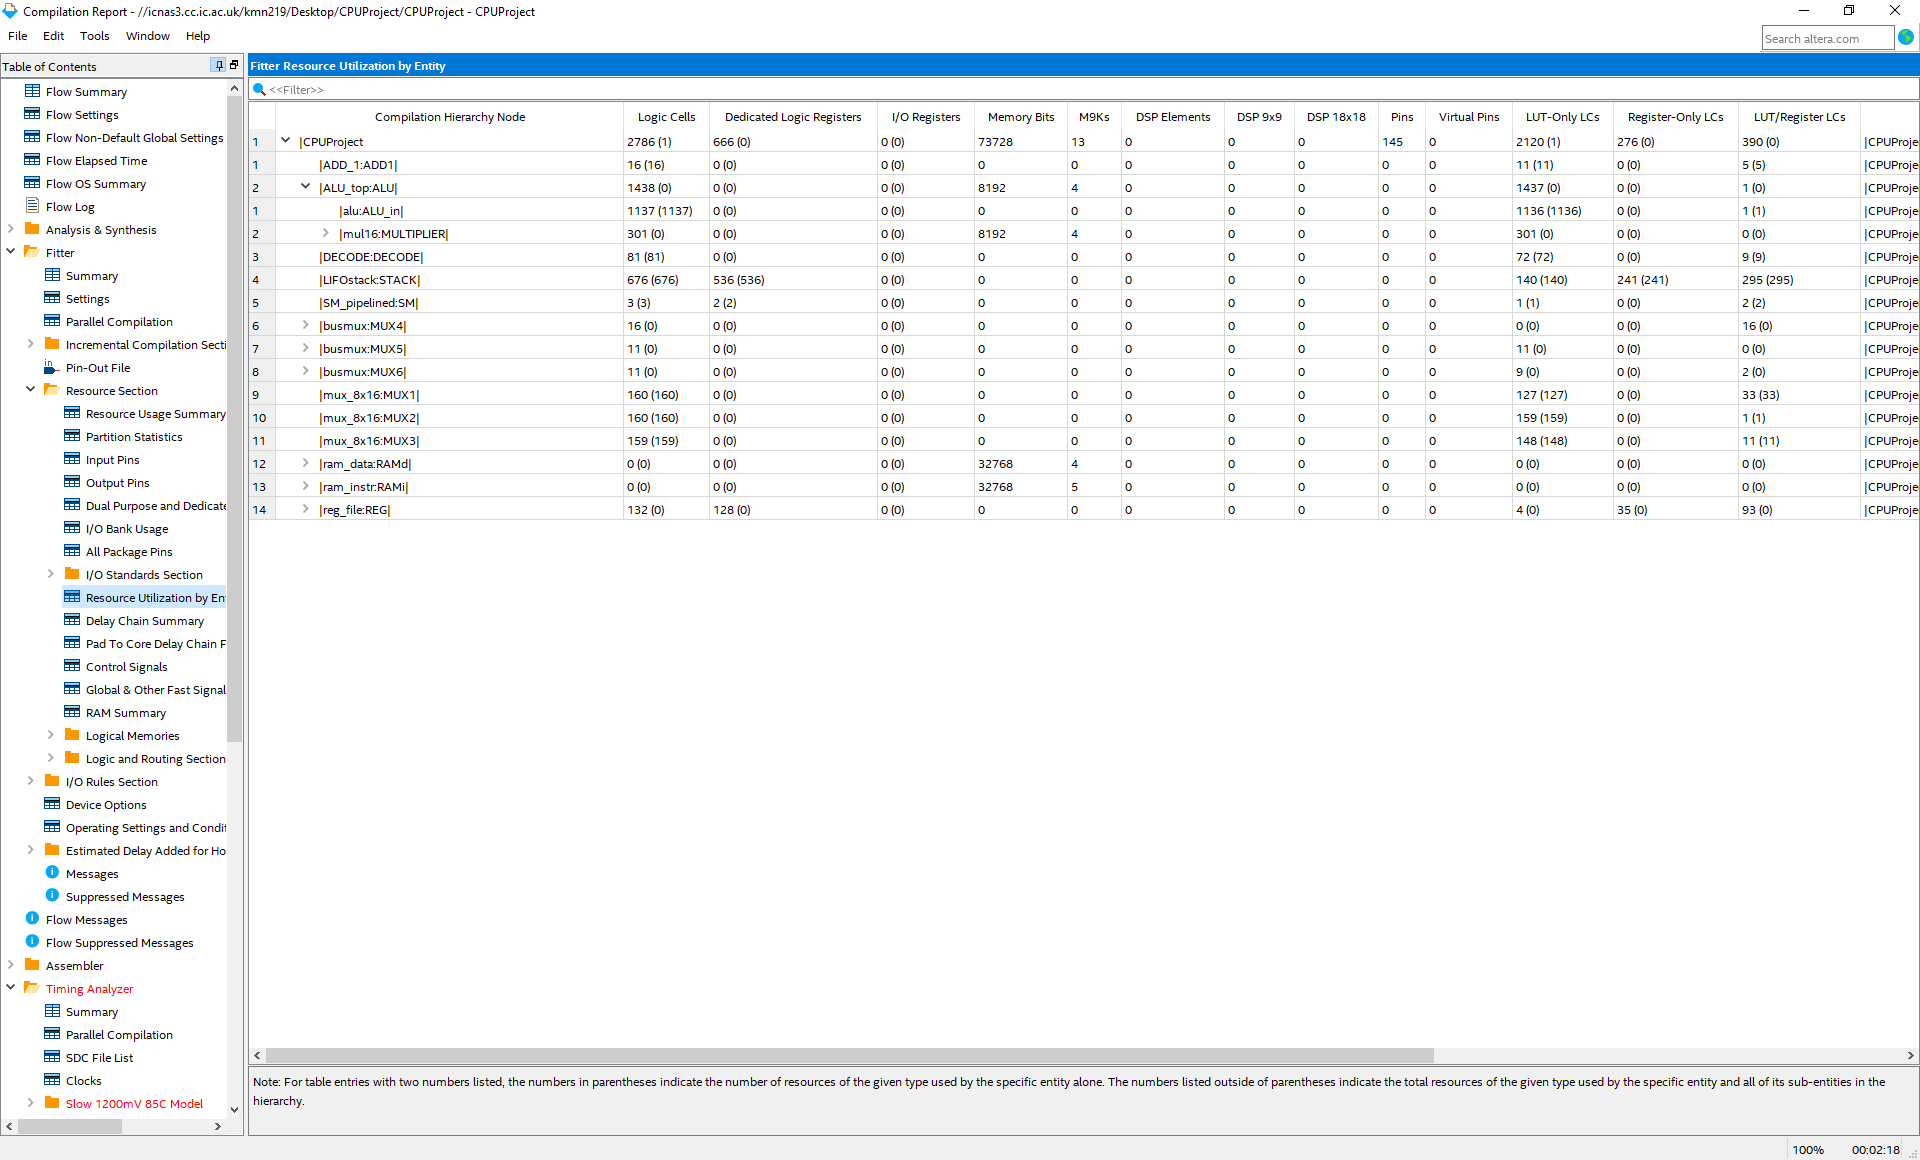 Compilation Report - //icnas3.cc.ic.ac.uk/kmn219/Desktop/CPUProject/CPUProject - CPUProject
File Edit Tools Window Help
Search altera.com
Table of Contents
Flow Summary
Flow Settings
Flow Non-Default Global Settings
Flow Elapsed Time
Flow OS Summary
Flow Log
Analysis & Synthesis
Fitter
Summary
Settings
Parallel Compilation
Incremental Compilation Secti
Pin-Out File
Resource Section
Resource Usage Summary
Partition Statistics
Input Pins
Output Pins
Dual Purpose and Dedicate
I/O Bank Usage
All Package Pins
I/O Standards Section
Resource Utilization by En
Delay Chain Summary
Pad To Core Delay Chain F
Control Signals
Global & Other Fast Signal
RAM Summary
Logical Memories
Logic and Routing Section
I/O Rules Section
Device Options
Operating Settings and Condit
Estimated Delay Added for Ho
Messages
Suppressed Messages
Flow Messages
Flow Suppressed Messages
Assembler
Timing Analyzer
Summary
Parallel Compilation
SDC File List
Clocks
Slow 1200mV 85C Model
Fitter Resource Utilization by Entity
<<Filter>>
Compilation Hierarchy Node Logic Cells Dedicated Logic Registers I/O Registers Memory Bits M9Ks DSP Elements DSP 9x9 DSP 18x18 Pins Virtual Pins LUT-Only LCs Register-Only LCs LUT/Register LCs
1 |CPUProject 2786 (1) 666 (0) 0 (0) 73728 13 0 0 0 145 0 2120 (1) 276 (0) 390 (0) |CPUProje
1 |ADD_1:ADD1| 16 (16) 0 (0) 0 (0) 0 0 0 0 0 0 0 11 (11) 0 (0) 5 (5) |CPUProje
2 |ALU_top:ALU| 1438 (0) 0 (0) 0 (0) 8192 4 0 0 0 0 0 1437 (0) 0 (0) 1 (0) |CPUProje
1 |alu:ALU_in| 1137 (1137) 0 (0) 0 (0) 0 0 0 0 0 0 0 1136 (1136) 0 (0) 1 (1) |CPUProje
2 |mul16:MULTIPLIER| 301 (0) 0 (0) 0 (0) 8192 4 0 0 0 0 0 301 (0) 0 (0) 0 (0) |CPUProje
3 |DECODE:DECODE| 81 (81) 0 (0) 0 (0) 0 0 0 0 0 0 0 72 (72) 0 (0) 9 (9) |CPUProje
4 |LIFOstack:STACK| 676 (676) 536 (536) 0 (0) 0 0 0 0 0 0 0 140 (140) 241 (241) 295 (295) |CPUProje
5 |SM_pipelined:SM| 3 (3) 2 (2) 0 (0) 0 0 0 0 0 0 0 1 (1) 0 (0) 2 (2) |CPUProje
6 |busmux:MUX4| 16 (0) 0 (0) 0 (0) 0 0 0 0 0 0 0 0 (0) 0 (0) 16 (0) |CPUProje
7 |busmux:MUX5| 11 (0) 0 (0) 0 (0) 0 0 0 0 0 0 0 11 (0) 0 (0) 0 (0) |CPUProje
8 |busmux:MUX6| 11 (0) 0 (0) 0 (0) 0 0 0 0 0 0 0 9 (0) 0 (0) 2 (0) |CPUProje
9 |mux_8x16:MUX1| 160 (160) 0 (0) 0 (0) 0 0 0 0 0 0 0 127 (127) 0 (0) 33 (33) |CPUProje
10 |mux_8x16:MUX2| 160 (160) 0 (0) 0 (0) 0 0 0 0 0 0 0 159 (159) 0 (0) 1 (1) |CPUProje
11 |mux_8x16:MUX3| 159 (159) 0 (0) 0 (0) 0 0 0 0 0 0 0 148 (148) 0 (0) 11 (11) |CPUProje
12 |ram_data:RAMd| 0 (0) 0 (0) 0 (0) 32768 4 0 0 0 0 0 0 (0) 0 (0) 0 (0) |CPUProje
13 |ram_instr:RAMi| 0 (0) 0 (0) 0 (0) 32768 5 0 0 0 0 0 0 (0) 0 (0) 0 (0) |CPUProje
14 |reg_file:REG| 132 (0) 128 (0) 0 (0) 0 0 0 0 0 0 0 4 (0) 35 (0) 93 (0) |CPUProje
Note: For table entries with two numbers listed, the numbers in parentheses indicate the number of resources of the given type used by the specific entity alone. The numbers listed outside of parentheses indicate the total resources of the given type used by the specific entity and all of its sub-entities in the
hierarchy.
100% 00:02:18